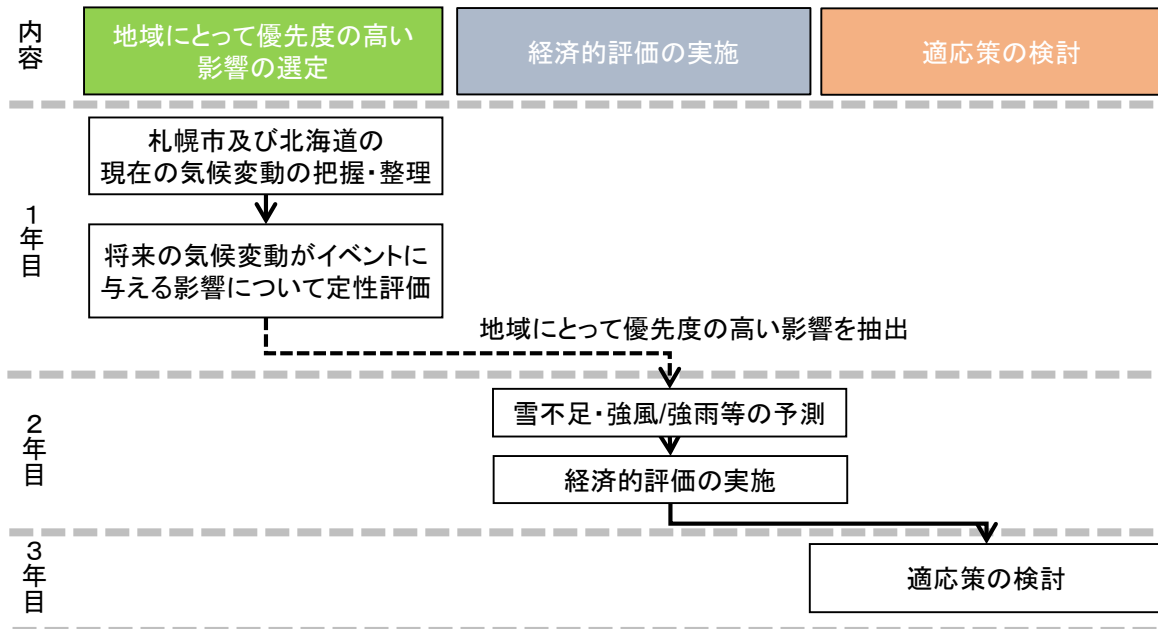 内容
地域にとって優先度の高い
影響の選定
経済的評価の実施
適応策の検討
1年目
札幌市及び北海道の
現在の気候変動の把握・整理
将来の気候変動がイベントに
与える影響について定性評価
地域にとって優先度の高い影響を抽出
2年目
雪不足・強風/強雨等の予測
経済的評価の実施
3年目
適応策の検討